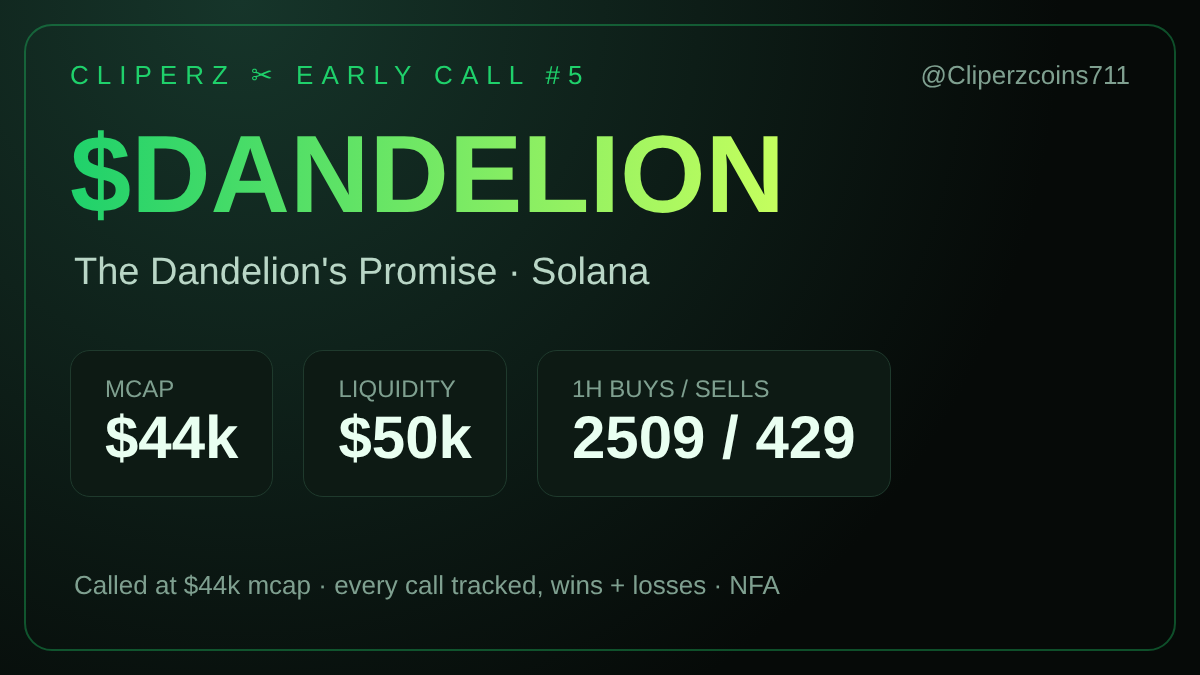 CLIPERZ ✂ EARLY CALL #5
@Cliperzcoins711
$DANDELION
The Dandelion's Promise · Solana
MCAP
$44k
LIQUIDITY
$50k
1H BUYS / SELLS
2509 / 429
Called at $44k mcap · every call tracked, wins + losses · NFA